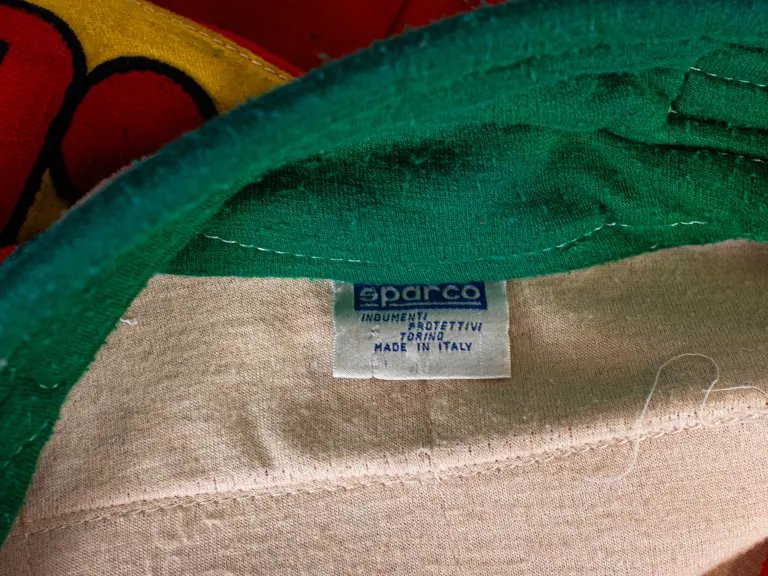 sparco
INDUMENTI
PROTETTIVI
TORINO
MADE IN ITALY